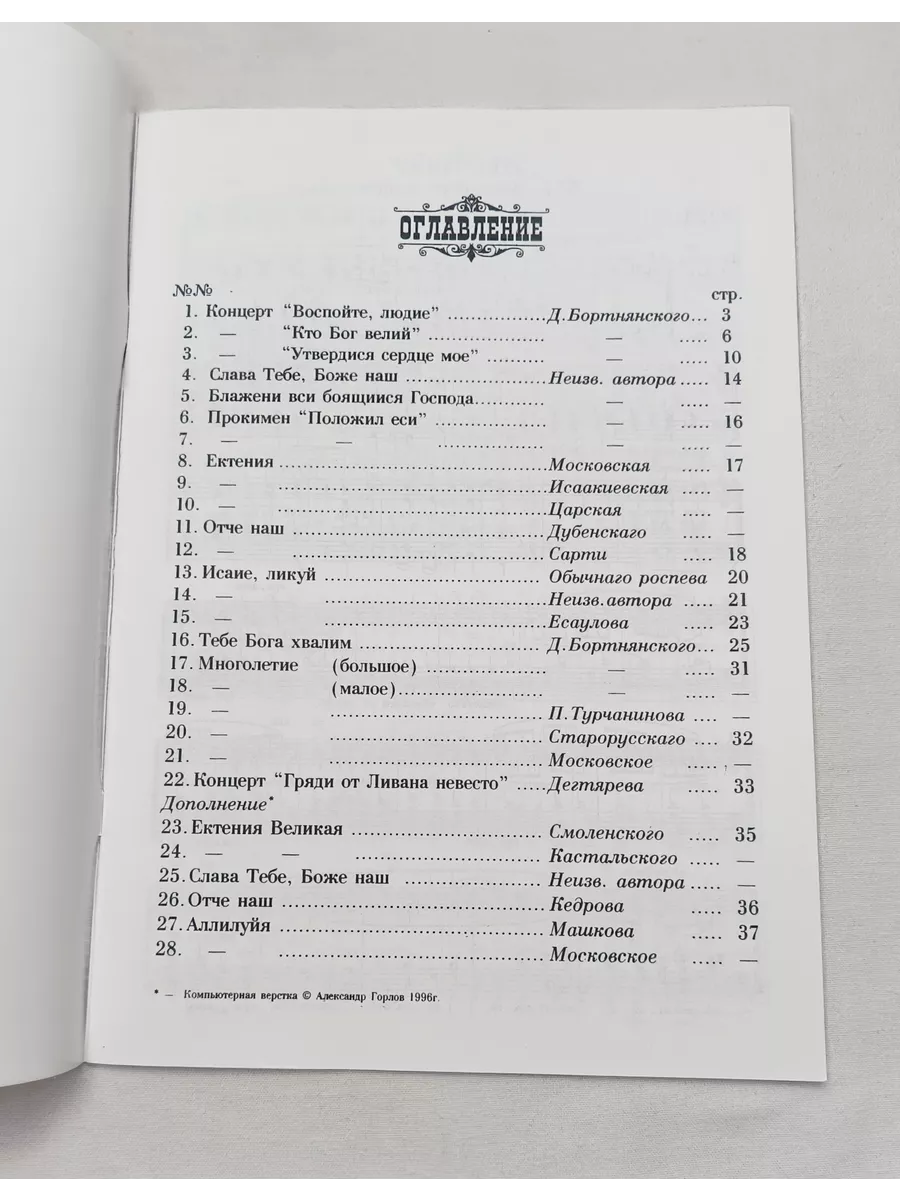 ОГЛАВЛЕНИЕ
№№ стр.
1. Концерт “Воспойте, людие” .................... Д.Бортнянского... 3
2. — “Кто Бог велий” ....................... — ..... 6
3. — “Утвердися сердце мое” .......... — ..... 10
4. Слава Тебе, Боже наш ........................... Неизв. автора ..... 14
5. Блажени вси боящиися Господа............. — ..... —
6. Прокимен “Положил еси” ..................... — ..... 16
7. — — ..................... — ..... —
8. Ектения .................................................. Московская ..... 17
9. — .................................................. Исаакиевская ..... —
10. — .................................................. Царская ..... —
11. Отче наш ................................................ Дубенскаго ..... —
12. — ................................................ Сарти ..... 18
13. Исаие, ликуй .......................................... Обычнаго роспева 20
14. — .......................................... Неизв.автора ..... 21
15. — .......................................... Есаулова ..... 23
16. Тебе Бога хвалим ................................... Д.Бортнянского... 25
17. Многолетие (большое) ....................... — ..... 31
18. — (малое)............................ — ..... —
19. — ......................................... П.Турчанинова .... —
20. — ......................................... Старорусскаго .... 32
21. — ......................................... Московское ..... —
22. Концерт “Гряди от Ливана невесто” ..... Дегтярева ..... 33
Дополнение*
23. Ектения Великая .................................... Смоленского ..... 35
24. — — ................................... Кастальского ..... —
25. Слава Тебе, Боже наш ............................ Неизв. автора ..... —
26. Отче наш ................................................. Кедрова ..... 36
27. Аллилуйя ................................................. Машкова ..... 37
28. — ................................................. Московское ..... —
* — Компьютерная верстка © Александр Горлов 1996г.